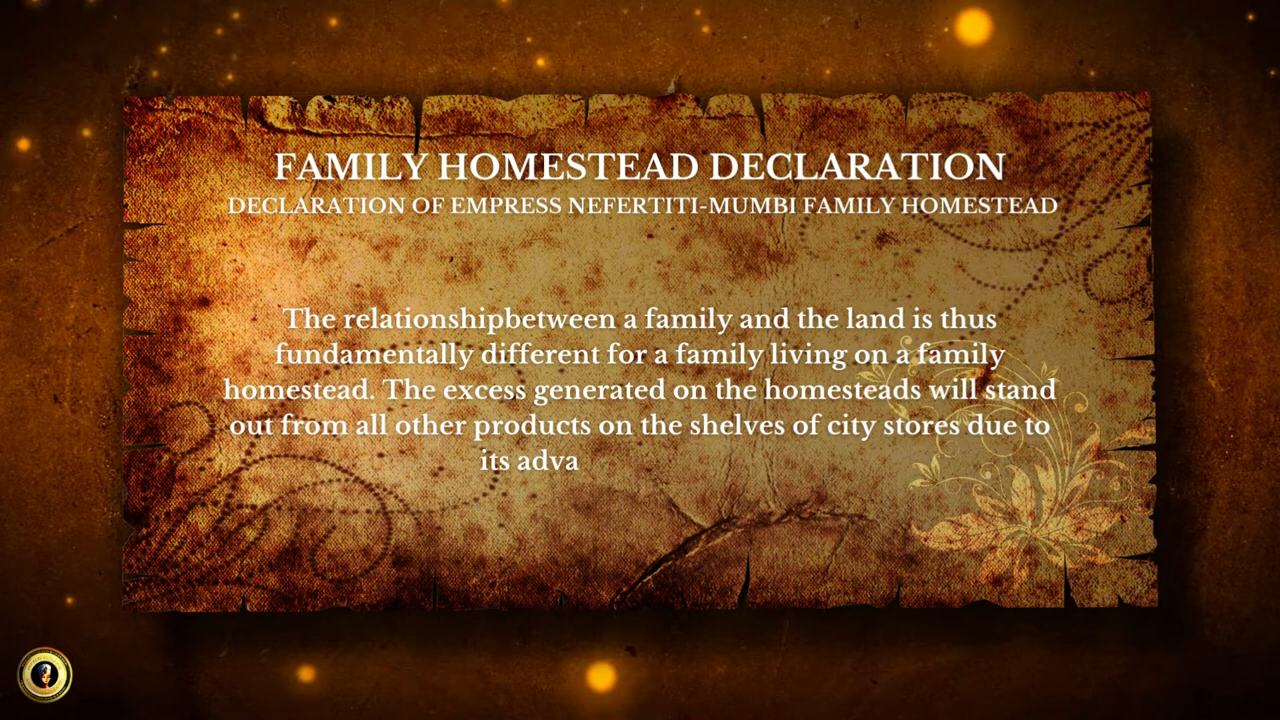 FAMILY HOMESTEAD DECLARATION
DECLARATION OF EMPRESS NEFERTITI-MUMBI FAMILY HOMESTEAD
The relationshipbetween a family and the land is thus
fundamentally different for a family living on a family
homestead. The excess generated on the homesteads will stand
out from all other products on the shelves of city stores due to
its adva